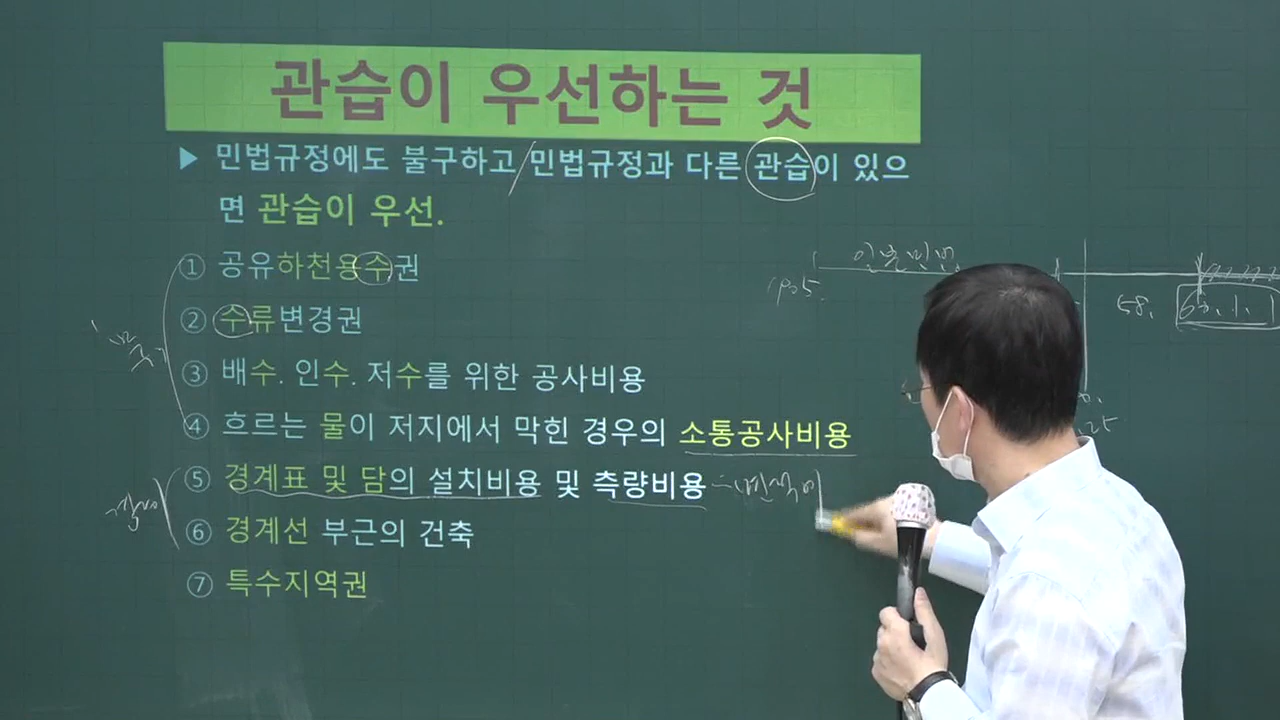 관습이 우선하는 것
▶ 민법규정에도 불구하고 민법규정과 다른 관습이 있으
면 관습이 우선.
① 공유하천용수권
② 수류변경권
③ 배수. 인수. 저수를 위한 공사비용
④ 흐르는 물이 저지에서 막힌 경우의 소통공사비용
⑤ 경계표 및 담의 설치비용 및 측량비용
⑥ 경계선 부근의 건축
⑦ 특수지역권
58.